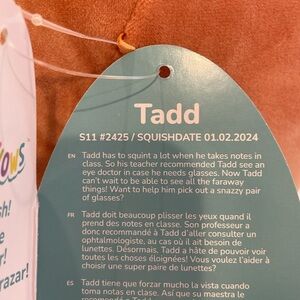 Tadd
S11 #2425 / SQUISHDATE 01.02.2024
EN Tadd has to squint a lot when he takes notes in
class. So his teacher recommended Tadd see an
eye doctor in case he needs glasses. Now Tadd
can't wait to be able to see all the faraway
things! Want to help him pick out a snazzy pair
of glasses?
FR Tadd doit beaucoup plisser les yeux quand il
prend des notes en classe. Son professeur a
donc recommandé à Tadd d'aller consulter un
ophtalmologiste, au cas où il ait besoin de
lunettes. Désormais, Tadd a hâte de pouvoir voir
toutes les choses éloignées! Vous voulez l'aider à
choisir une super paire de lunettes?
ES Tadd tiene que forzar mucho la vista cuando
toma notas en clase. Así que su maestra le